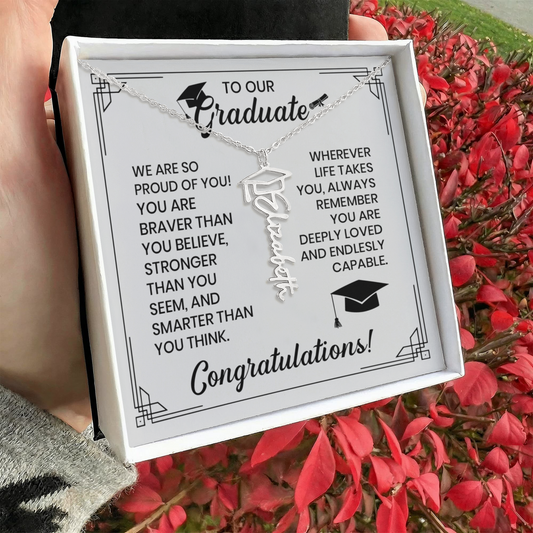 TO OUR
Graduate
WE ARE SO
PROUD OF YOU!
YOU ARE
BRAVER THAN
YOU BELIEVE,
STRONGER
THAN YOU
SEEM, AND
SMARTER THAN
YOU THINK.
WHEREVER
LIFE TAKES
YOU, ALWAYS
REMEMBER
YOU ARE
DEEPLY LOVED
AND ENDLESLY
CAPABLE.
Elizabeth
Congratulations!